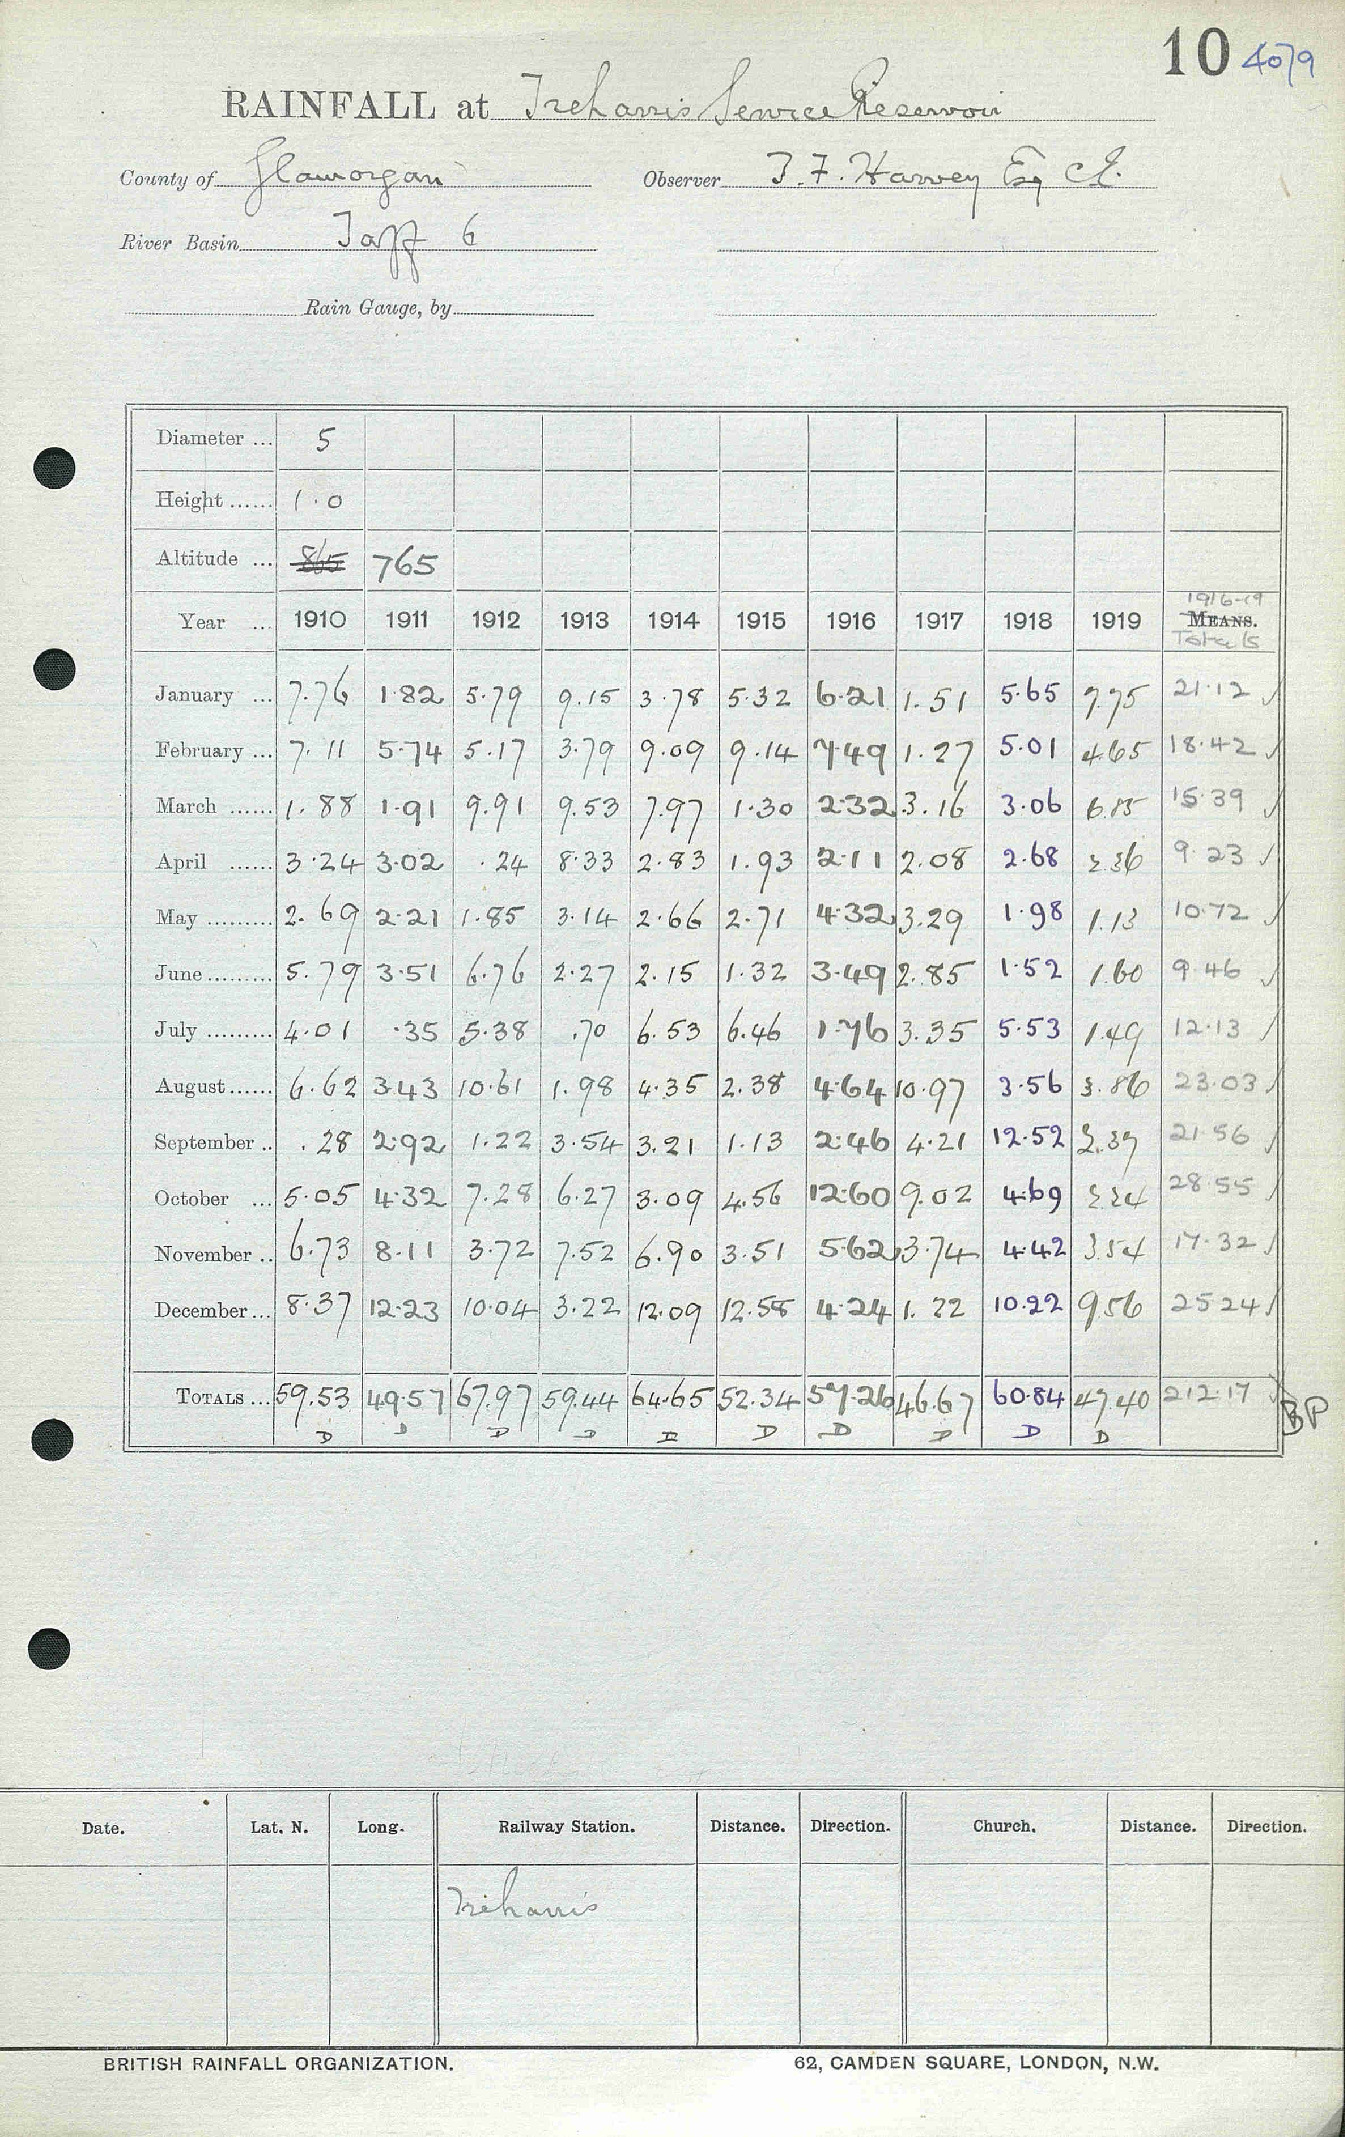 10 4079
RAINFALL at Treharris Service Reservoir
County of Glamorgan Observer T. F. Harvey Esq C.E.
River Basin Taff 6
Rain Gauge, by
Diameter ... 5
Height ...... 1.0
Altitude ... 865 765
1916-19
Year ... 1910 1911 1912 1913 1914 1915 1916 1917 1918 1919 MEANS.
Totals
January ... 7.76 1.82 5.79 9.15 3.78 5.32 6.21 1.51 5.65 7.75 21.12 ✓
February ... 7.11 5.74 5.17 3.79 9.09 9.14 7.49 1.27 5.01 4.65 18.42 ✓
March ...... 1.88 1.91 9.91 9.53 7.97 1.30 2.32 3.16 3.06 6.85 15.39 ✓
April ...... 3.24 3.02 .24 8.33 2.83 1.93 2.11 2.08 2.68 2.36 9.23 ✓
May ......... 2.69 2.21 1.85 3.14 2.66 2.71 4.32 3.29 1.98 1.13 10.72 ✓
June ......... 5.79 3.51 6.76 2.27 2.15 1.32 3.49 2.85 1.52 1.60 9.46 ✓
July ......... 4.01 .35 5.38 .70 6.53 6.46 1.76 3.35 5.53 1.49 12.13 ✓
August ...... 6.62 3.43 10.61 1.98 4.35 2.38 4.64 10.97 3.56 3.86 23.03 ✓
September .. .28 2.92 1.22 3.54 3.21 1.13 2.46 4.21 12.52 2.37 21.56 ✓
October ... 5.05 4.32 7.28 6.27 3.09 4.56 12.60 9.02 4.69 2.24 28.55 ✓
November .. 6.73 8.11 3.72 7.52 6.90 3.51 5.62 3.74 4.42 3.54 17.32 ✓
December ... 8.37 12.23 10.04 3.22 12.09 12.58 4.24 1.22 10.22 9.56 25.24 ✓
TOTALS ... 59.53 49.57 67.97 59.44 64.65 52.34 57.26 46.67 60.84 47.40 212.17 BP
D D D D D D D D D D
Date. Lat. N. Long. Railway Station. Distance. Direction. Church. Distance. Direction.
Treharris
BRITISH RAINFALL ORGANIZATION. 62, CAMDEN SQUARE, LONDON, N.W.